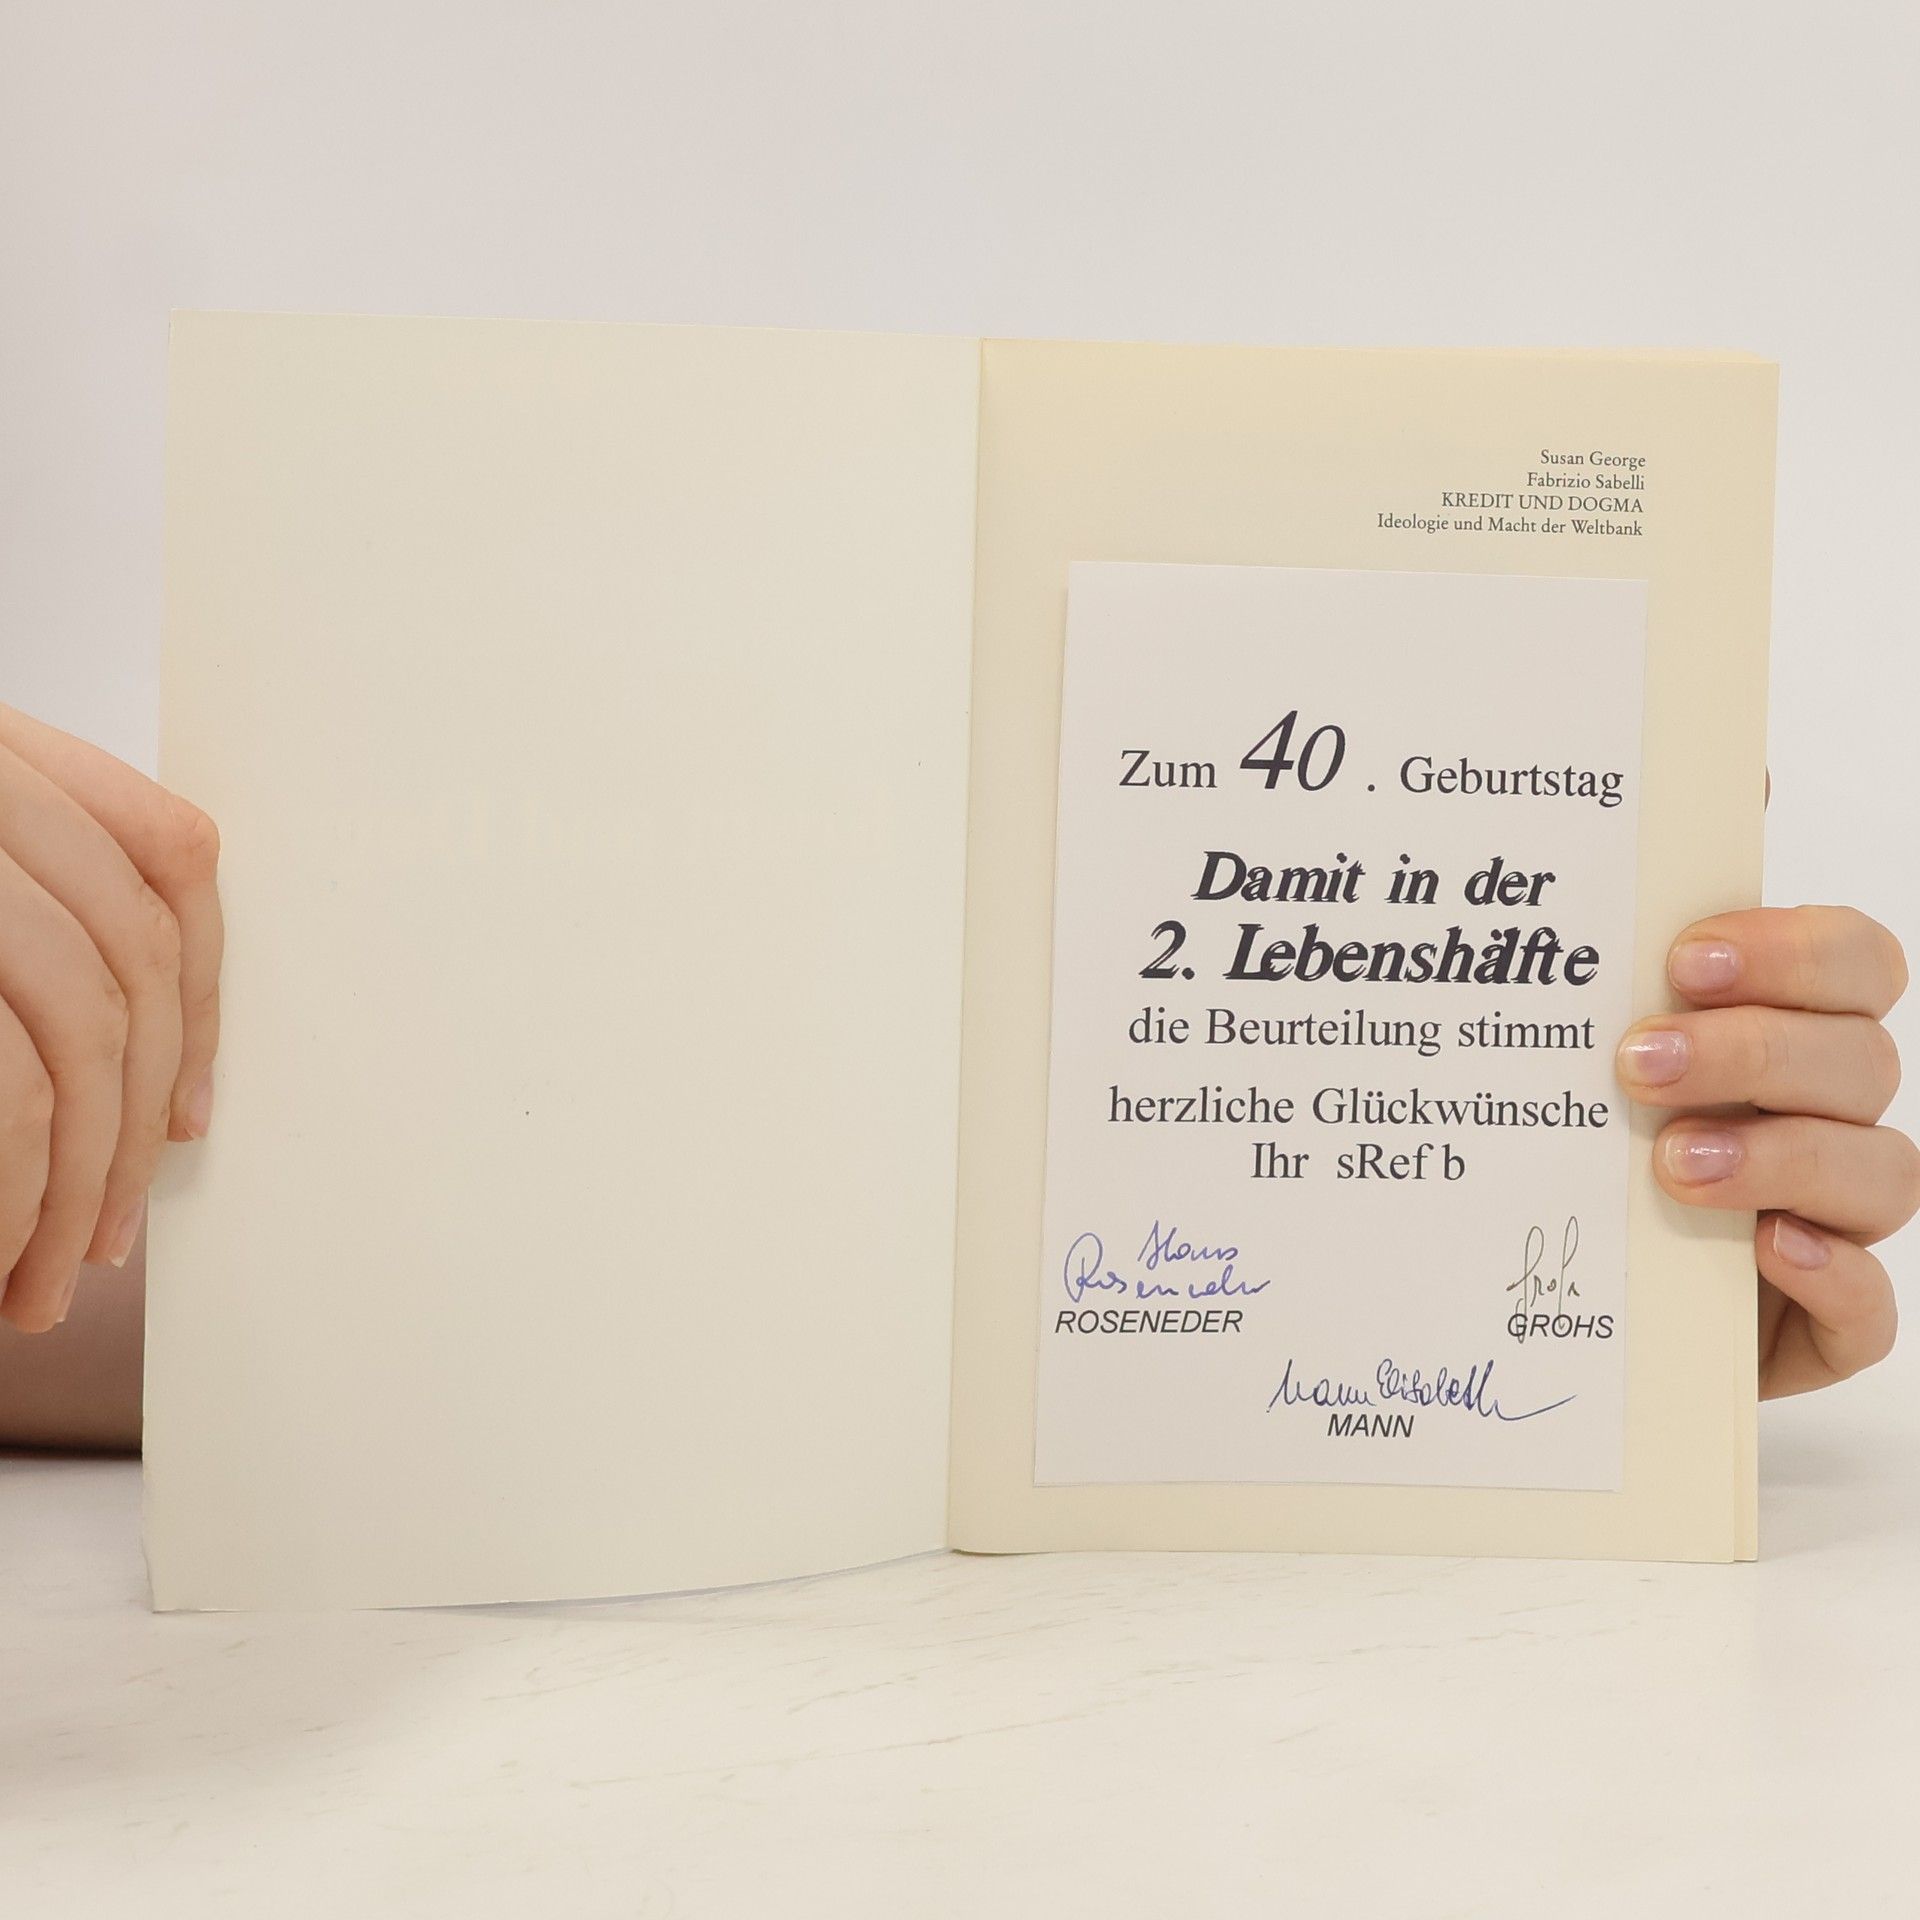 Susan George
Fabrizio Sabelli
KREDIT UND DOGMA
Ideologie und Macht der Weltbank
Zum 40. Geburtstag
Damit in der
2. Lebenshälfte
die Beurteilung stimmt
herzliche Glückwünsche
Ihr sRef b
Hans
Roseneder
ROSENEDER
Grohs
GROHS
Mann Elisabeth
MANN